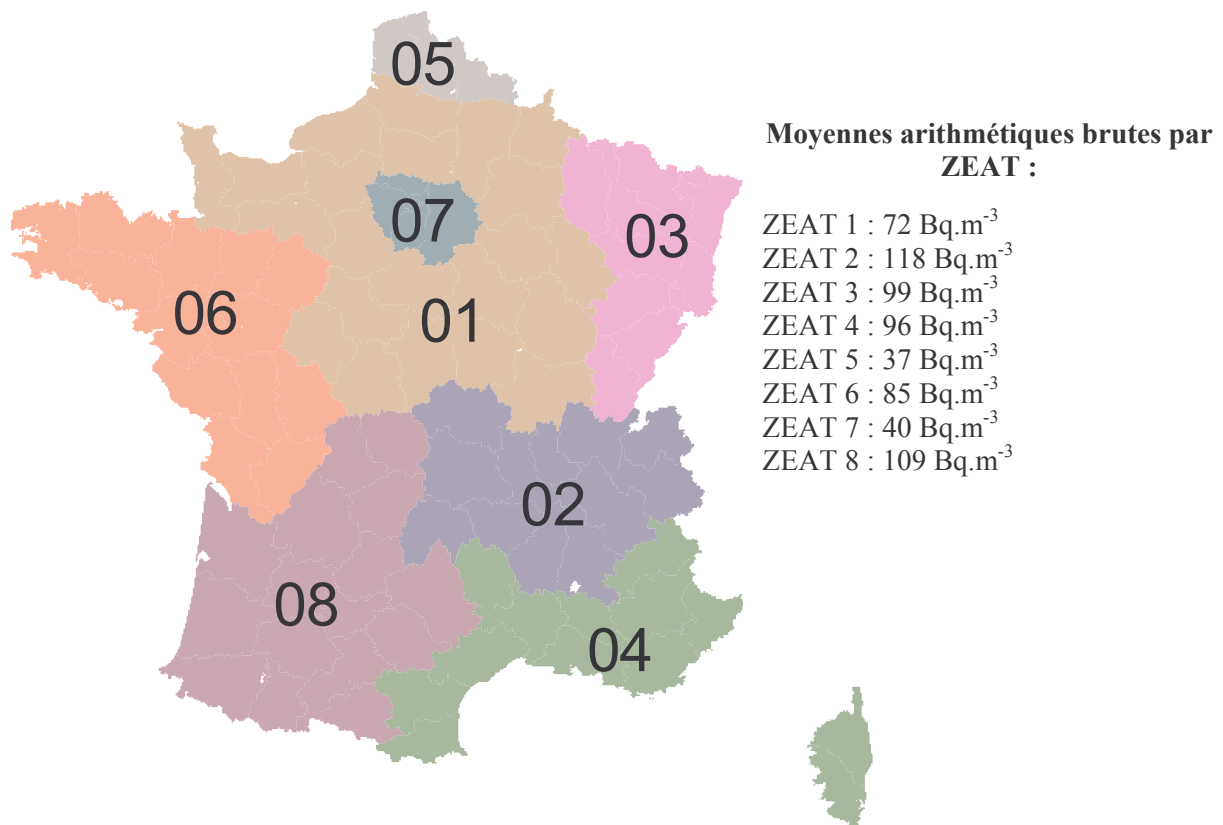 05
Moyennes arithmétiques brutes par
ZEAT :
07
03
ZEAT 1 : 72 Bq.m-3
ZEAT 2 : 118 Bq.m-3
ZEAT 3 : 99 Bq.m-3
06
01
ZEAT 4 : 96 Bq.m-3
ZEAT 5 : 37 Bq.m-3
ZEAT 6 : 85 Bq.m-3
ZEAT 7 : 40 Bq.m-3
ZEAT 8 : 109 Bq.m-3
02
08
04